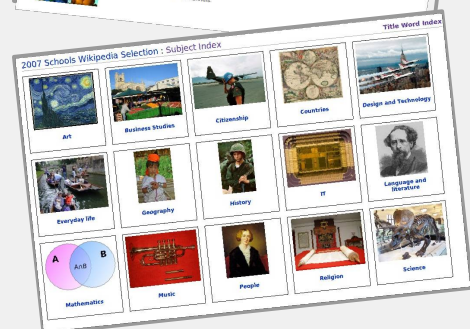 Title Word Index
2007 Schools Wikipedia Selection : Subject Index
Art
Business Studies
Citizenship
Countries
Design and Technology
Everyday life
Geography
History
IT
Language and
literature
A
B
A∩B
Mathematics
Music
People
Religion
Science